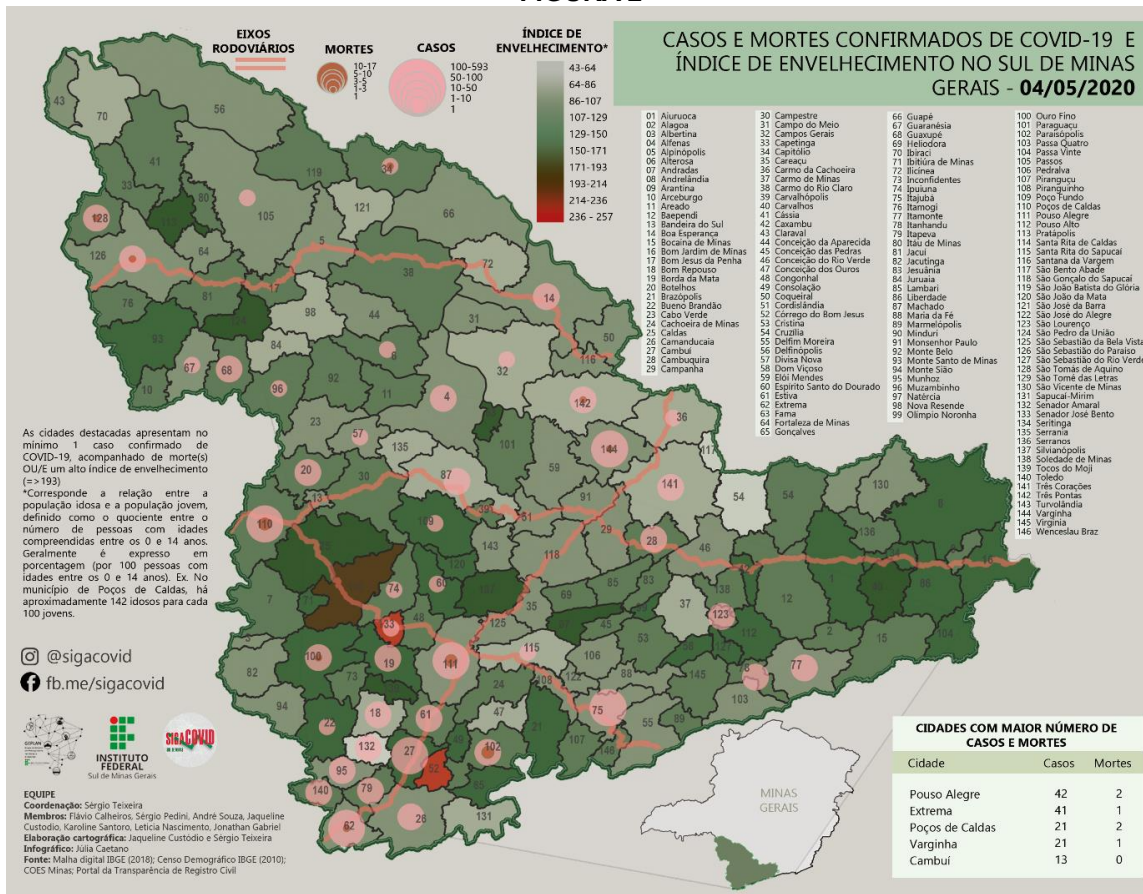 EIXOS
RODOVIÁRIOS
MORTES
10-17
5-10
3-5
1-3
1
CASOS
100-593
50-100
10-50
1-10
1
ÍNDICE DE
ENVELHECIMENTO*
43-64
64-86
86-107
107-129
129-150
150-171
171-193
193-214
214-236
236 - 257
CASOS E MORTES CONFIRMADOS DE COVID-19 E
ÍNDICE DE ENVELHECIMENTO NO SUL DE MINAS
GERAIS - 04/05/2020
01 Aiuruoca
02 Alagoa
03 Albertina
04 Alfenas
05 Alpinópolis
06 Alterosa
07 Andradas
08 Andrelândia
09 Arantina
10 Arceburgo
11 Areado
12 Baependi
13 Bandeira do Sul
14 Boa Esperança
15 Bocaina de Minas
16 Bom Jardim de Minas
17 Bom Jesus da Penha
18 Bom Repouso
19 Borda da Mata
20 Botelhos
21 Brazópolis
22 Bueno Brandão
23 Cabo Verde
24 Cachoeira de Minas
25 Caldas
26 Camanducaia
27 Cambuí
28 Cambuquira
29 Campanha
30 Campestre
31 Campo do Meio
32 Campos Gerais
33 Capetinga
34 Capitólio
35 Careaçu
36 Carmo da Cachoeira
37 Carmo de Minas
38 Carmo do Rio Claro
39 Carvalhópolis
40 Carvalhos
41 Cássia
42 Caxambu
43 Claraval
44 Conceição da Aparecida
45 Conceição das Pedras
46 Conceição do Rio Verde
47 Conceição dos Ouros
48 Congonhal
49 Consolação
50 Coqueiral
51 Cordislândia
52 Córrego do Bom Jesus
53 Cristina
54 Cruzília
55 Delfim Moreira
56 Delfinópolis
57 Divisa Nova
58 Dom Viçoso
59 Elói Mendes
60 Espírito Santo do Dourado
61 Estiva
62 Extrema
63 Fama
64 Fortaleza de Minas
65 Gonçalves
66 Guapé
67 Guaranésia
68 Guaxupé
69 Heliodora
70 Ibiraci
71 Ibitiúra de Minas
72 Ilicínea
73 Inconfidentes
74 Ipuiuna
75 Itajubá
76 Itamogi
77 Itamonte
78 Itanhandu
79 Itapeva
80 Itaú de Minas
81 Jacuí
82 Jacutinga
83 Jesuânia
84 Juruaia
85 Lambari
86 Liberdade
87 Machado
88 Maria da Fé
89 Marmelópolis
90 Minduri
91 Monsenhor Paulo
92 Monte Belo
93 Monte Santo de Minas
94 Monte Sião
95 Munhoz
96 Muzambinho
97 Natércia
98 Nova Resende
99 Olímpio Noronha
100 Ouro Fino
101 Paraguaçu
102 Paraisópolis
103 Passa Quatro
104 Passa Vinte
105 Passos
106 Pedralva
107 Piranguçu
108 Piranguinho
109 Poço Fundo
110 Poços de Caldas
111 Pouso Alegre
112 Pouso Alto
113 Pratápolis
114 Santa Rita de Caldas
115 Santa Rita do Sapucaí
116 Santana da Vargem
117 São Bento Abade
118 São Gonçalo do Sapucaí
119 São João Batista do Glória
120 São João da Mata
121 São José da Barra
122 São José do Alegre
123 São Lourenço
124 São Pedro da União
125 São Sebastião da Bela Vista
126 São Sebastião do Paraíso
127 São Sebastião do Rio Verde
128 São Tomás de Aquino
129 São Tomé das Letras
130 São Vicente de Minas
131 Sapucaí-Mirim
132 Senador Amaral
133 Senador José Bento
134 Seritinga
135 Serrania
136 Serranos
137 Silvianópolis
138 Soledade de Minas
139 Tocos do Moji
140 Toledo
141 Três Corações
142 Três Pontas
143 Turvolândia
144 Varginha
145 Virgínia
146 Wenceslau Braz
As cidades destacadas apresentam no
mínimo 1 caso confirmado de
COVID-19, acompanhado de morte(s)
OU/E um alto índice de envelhecimento
(=>193)
*Corresponde a relação entre a
população idosa e a população jovem,
definido como o quociente entre o
número de pessoas com idades
compreendidas entre os 0 e 14 anos.
Geralmente é expresso em
porcentagem (por 100 pessoas com
idades entre os 0 e 14 anos). Ex. No
município de Poços de Caldas, há
aproximadamente 142 idosos para cada
100 jovens.
@sigacovid
fb.me/sigacovid
INSTITUTO
FEDERAL
Sul de Minas Gerais
SIGACOVID
EQUIPE
Coordenação: Sérgio Teixeira
Membros: Flávio Calheiros, Sérgio Pedini, André Souza, Jaqueline
Custodio, Karoline Santoro, Letícia Nascimento, Jonathan Gabriel
Elaboração cartográfica: Jaqueline Custódio e Sérgio Teixeira
Infográfico: Júlia Caetano
Fonte: Malha digital IBGE (2018); Censo Demográfico IBGE (2010);
COES Minas; Portal da Transparência de Registro Civil
MINAS
GERAIS
CIDADES COM MAIOR NÚMERO DE
CASOS E MORTES
Cidade Casos Mortes
Pouso Alegre 42 2
Extrema 41 1
Poços de Caldas 21 2
Varginha 21 1
Cambuí 13 0